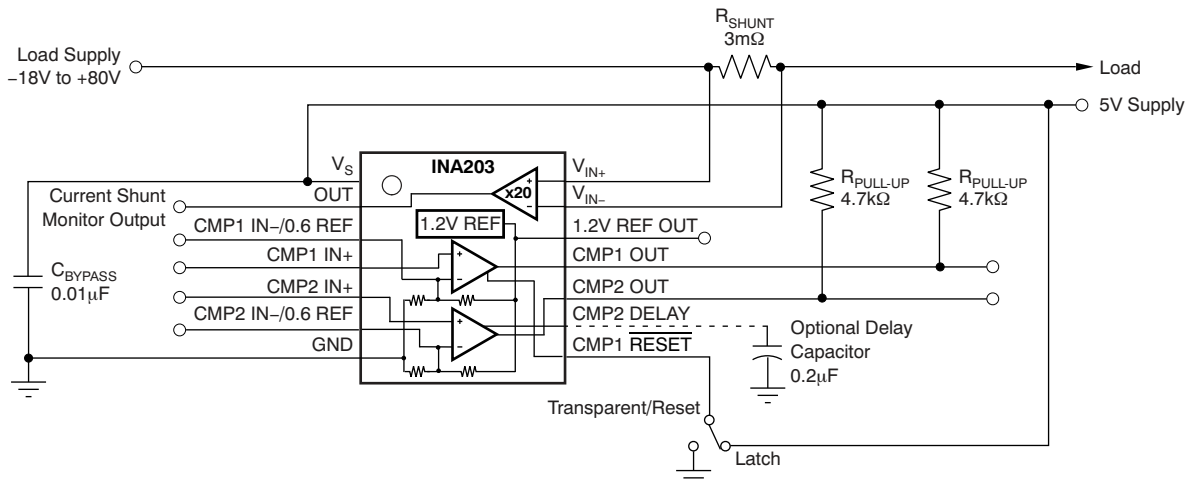 R_SHUNT
3mΩ
Load Supply
−18V to +80V
Load
5V Supply
V_S
INA203
V_IN+
Current Shunt
Monitor Output
OUT
x20
+
−
V_IN−
R_PULL-UP
4.7kΩ
R_PULL-UP
4.7kΩ
CMP1 IN−/0.6 REF
1.2V REF
1.2V REF OUT
CMP1 IN+
+
−
CMP1 OUT
C_BYPASS
0.01μF
CMP2 IN+
CMP2 OUT
CMP2 IN−/0.6 REF
+
−
CMP2 DELAY
Optional Delay
Capacitor
0.2μF
GND
CMP1 RESET
Transparent/Reset
Latch